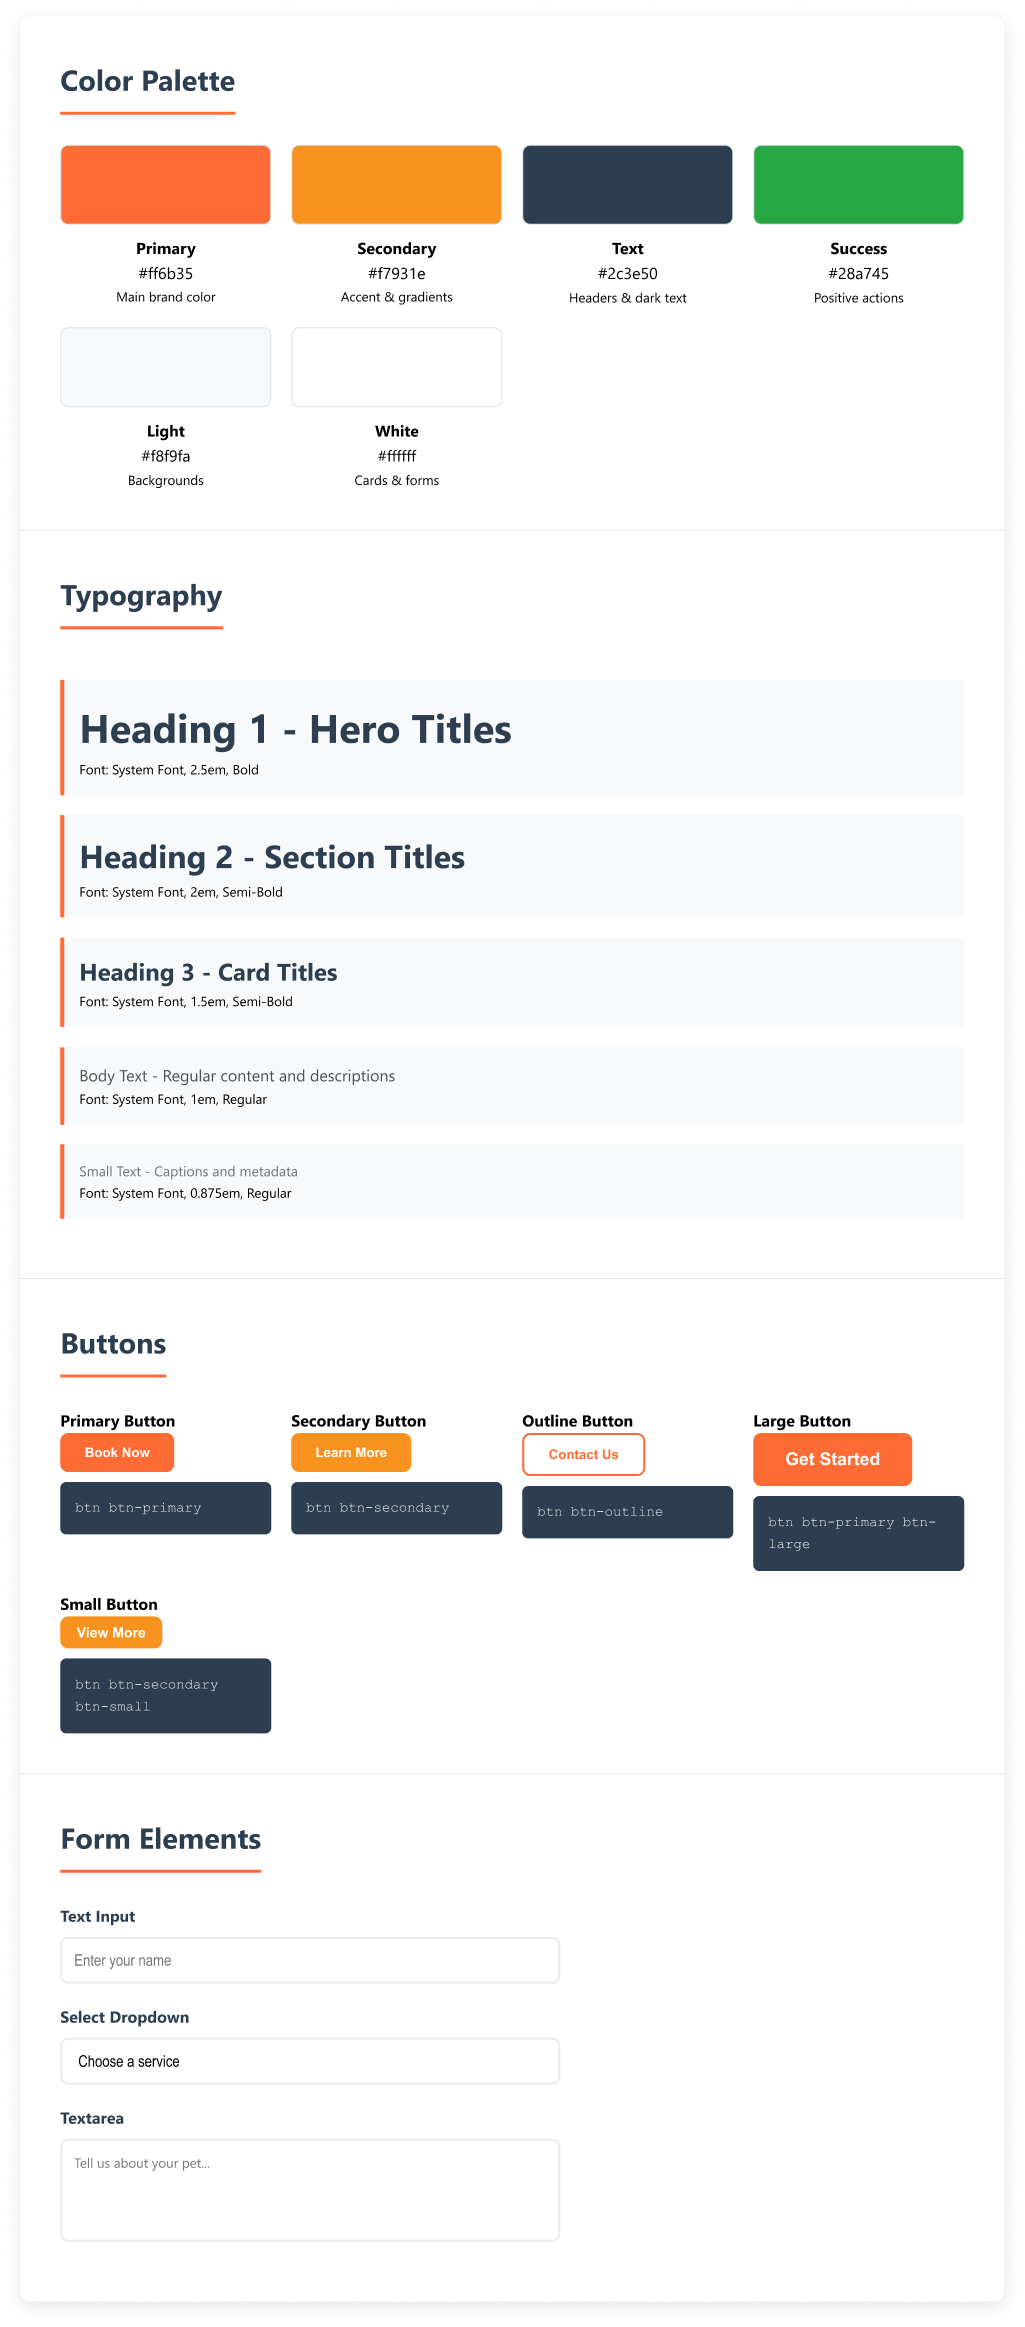 Color Palette
Primary
#ff6b35
Main brand color
Secondary
#f7931e
Accent & gradients
Text
#2c3e50
Headers & dark text
Success
#28a745
Positive actions
Light
#f8f9fa
Backgrounds
White
#ffffff
Cards & forms
Typography
Heading 1 - Hero Titles
Font: System Font, 2.5em, Bold
Heading 2 - Section Titles
Font: System Font, 2em, Semi-Bold
Heading 3 - Card Titles
Font: System Font, 1.5em, Semi-Bold
Body Text - Regular content and descriptions
Font: System Font, 1em, Regular
Small Text - Captions and metadata
Font: System Font, 0.875em, Regular
Buttons
Primary Button
Book Now
btn btn-primary
Secondary Button
Learn More
btn btn-secondary
Outline Button
Contact Us
btn btn-outline
Large Button
Get Started
btn btn-primary btn-
large
Small Button
View More
btn btn-secondary
btn-small
Form Elements
Text Input
Enter your name
Select Dropdown
Choose a service
Textarea
Tell us about your pet...